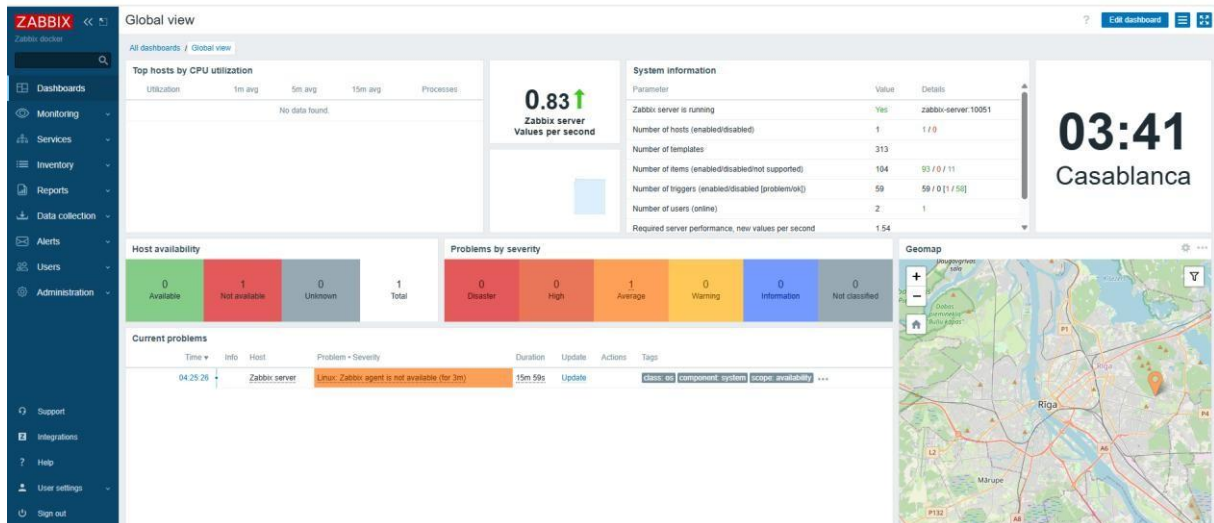 ZABBIX
Zabbix docker
Dashboards
Monitoring
Services
Inventory
Reports
Data collection
Alerts
Users
Administration
Support
Integrations
Help
User settings
Sign out
Global view
? Edit dashboard
All dashboards / Global view
Top hosts by CPU utilization
Utilization 1m avg 5m avg 15m avg Processes
No data found.
0.83
Zabbix server
Values per second
System information
Parameter Value Details
Zabbix server is running Yes zabbix-server:10051
Number of hosts (enabled/disabled) 1 1 / 0
Number of templates 313
Number of items (enabled/disabled/not supported) 104 93 / 0 / 11
Number of triggers (enabled/disabled [problem/ok]) 59 59 / 0 [1 / 58]
Number of users (online) 2 1
Required server performance, new values per second 1.54
03:41
Casablanca
Host availability
0 1 0 1
Available Not available Unknown Total
Problems by severity
0 0 1 0 0 0
Disaster High Average Warning Information Not classified
Geomap
+
−
P1
Rīga
P4
L2
A6
Mārupe
P132
A8
Current problems
Time Info Host Problem • Severity Duration Update Actions Tags
04:25:26 Zabbix server Linux: Zabbix agent is not available (for 3m) 15m 59s Update class: os component: system scope: availability •••